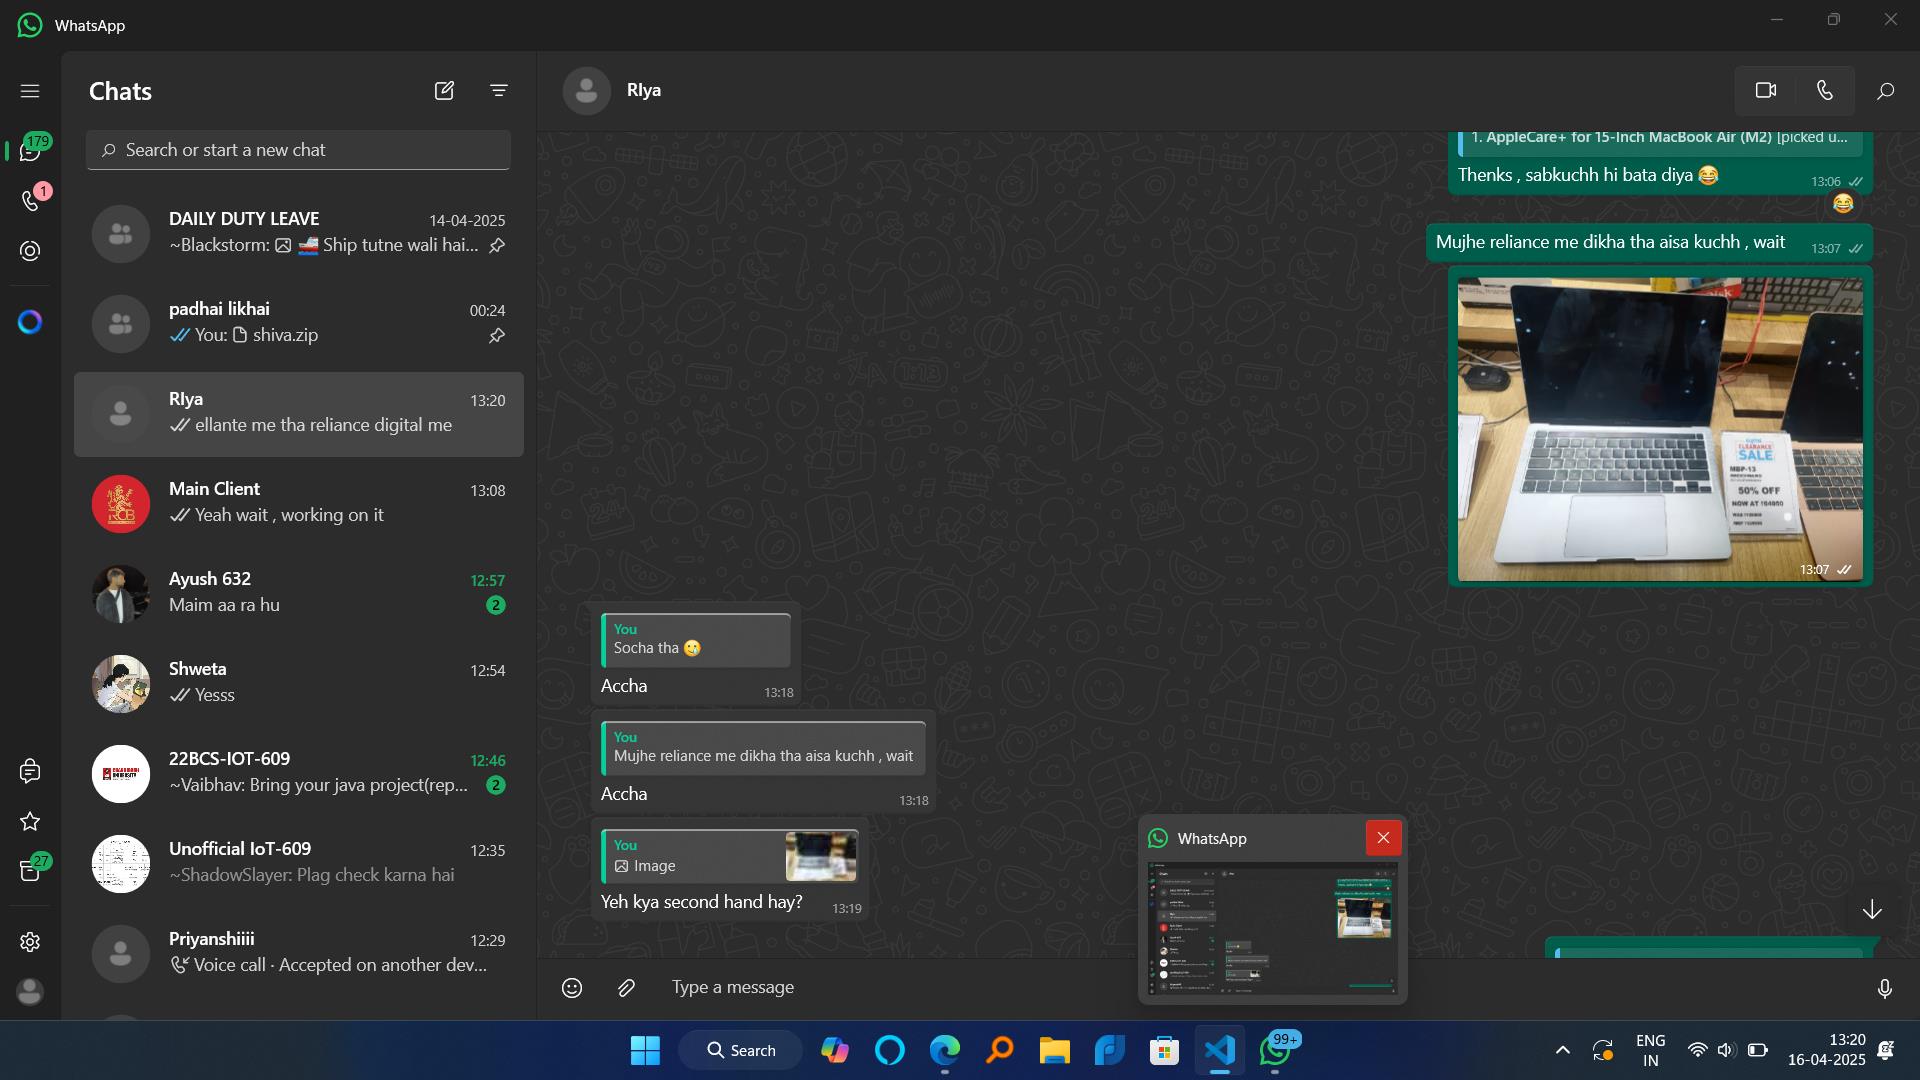 WhatsApp
Chats
Search or start a new chat
179
1
27
DAILY DUTY LEAVE
14-04-2025
~Blackstorm: 🚢 Ship tutne wali hai...
padhai likhai
00:24
You: shiva.zip
RIya
13:20
ellante me tha reliance digital me
Main Client
13:08
Yeah wait , working on it
Ayush 632
12:57
Maim aa ra hu
2
Shweta
12:54
Yesss
22BCS-IOT-609
12:46
~Vaibhav: Bring your java project(rep...
2
Unofficial IoT-609
12:35
~ShadowSlayer: Plag check karna hai
Priyanshiiii
12:29
Voice call · Accepted on another dev...
RIya
1. AppleCare+ for 15-Inch MacBook Air (M2) [picked u...
Thenks , sabkuchh hi bata diya 😂
13:06
😂
Mujhe reliance me dikha tha aisa kuchh , wait
13:07
CLEARANCE
SALE
MBP-13
50% OFF
13:07
You
Socha tha 🥲
Accha
13:18
You
Mujhe reliance me dikha tha aisa kuchh , wait
Accha
13:18
You
Image
Yeh kya second hand hay?
13:19
WhatsApp
Type a message
Search
99+
ENG
IN
13:20
16-04-2025